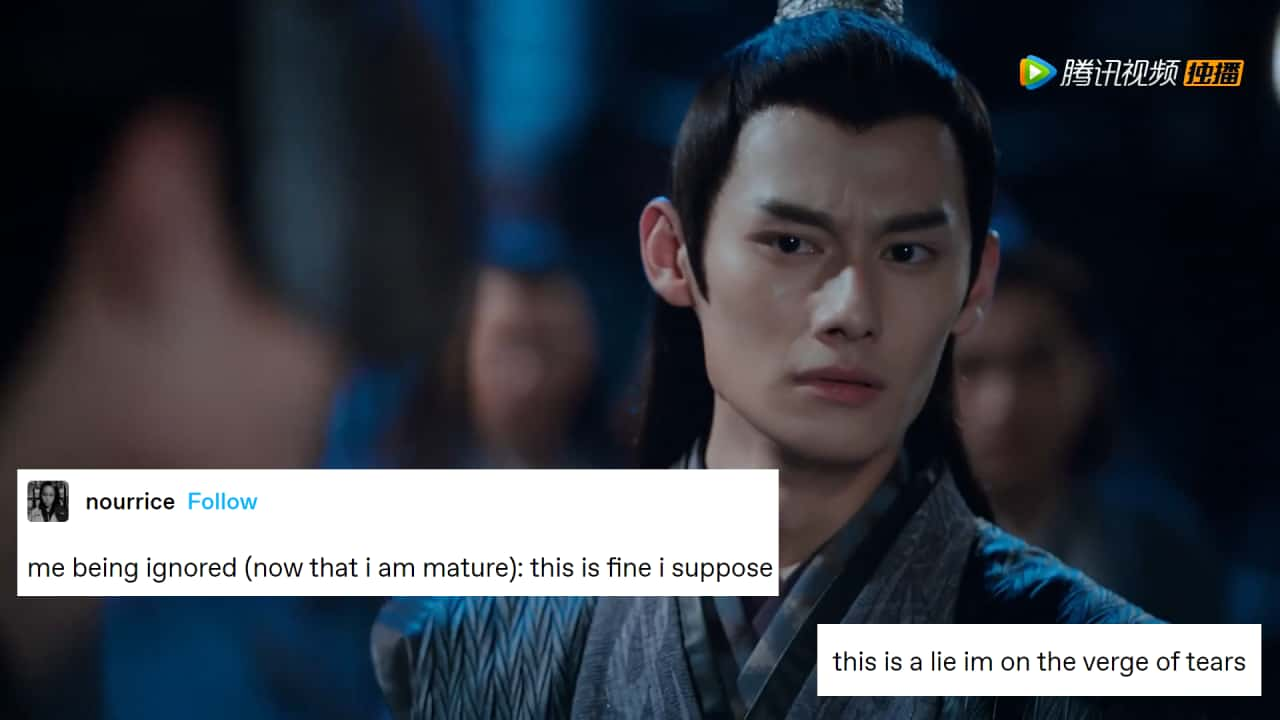 腾讯视频 独播
nourrice Follow
me being ignored (now that i am mature): this is fine i suppose
this is a lie im on the verge of tears